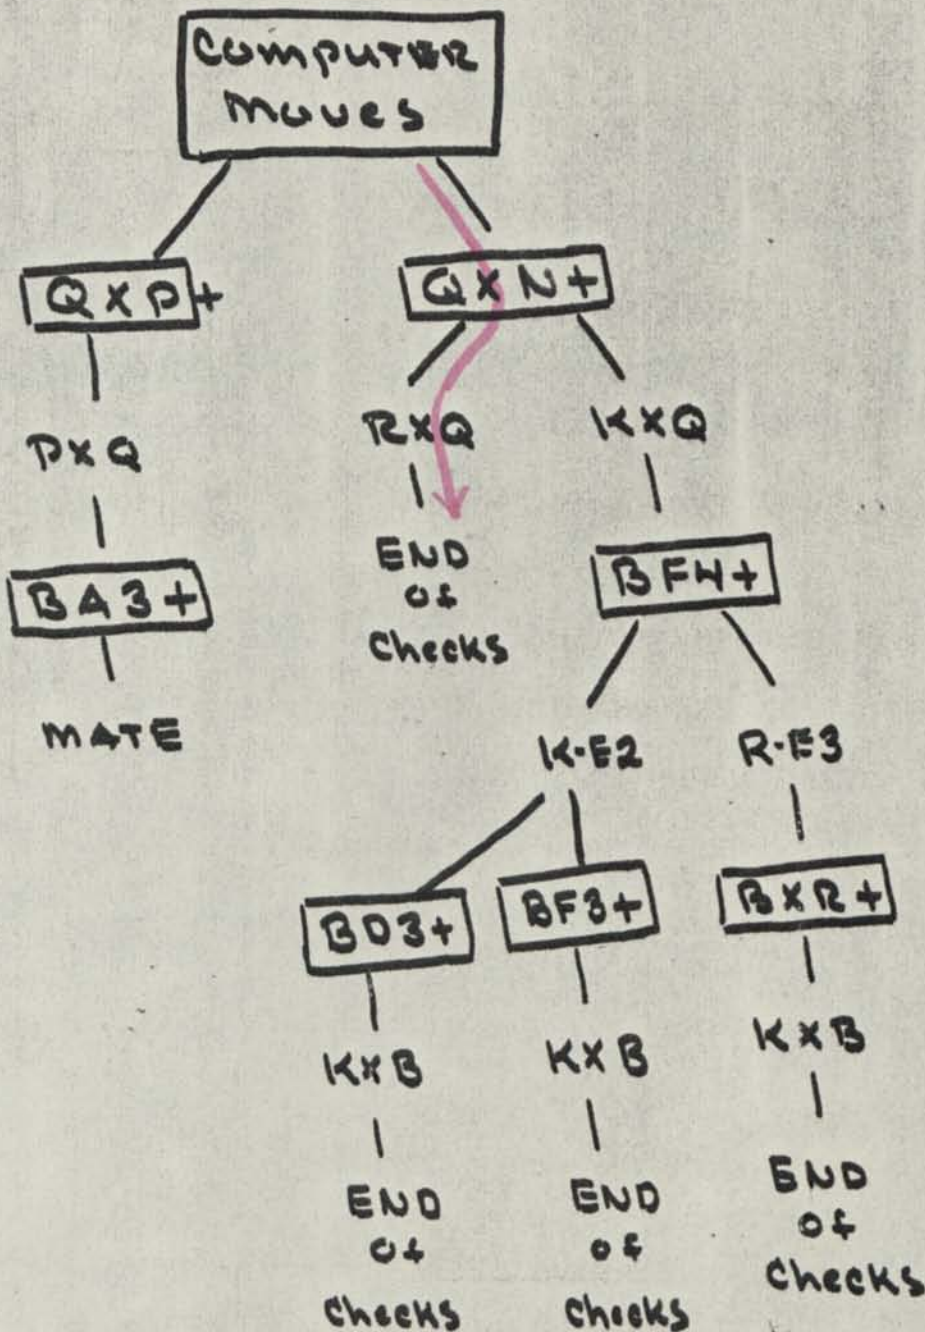 Computer
Moves
QXP+
QXN+
PXQ
RXQ
KXQ
BA3+
END
of
Checks
BF4+
MATE
K-E2
R-F3
BD3+
BF3+
BXR+
KXB
KXB
KXB
END
of
Checks
END
of
Checks
END
of
Checks